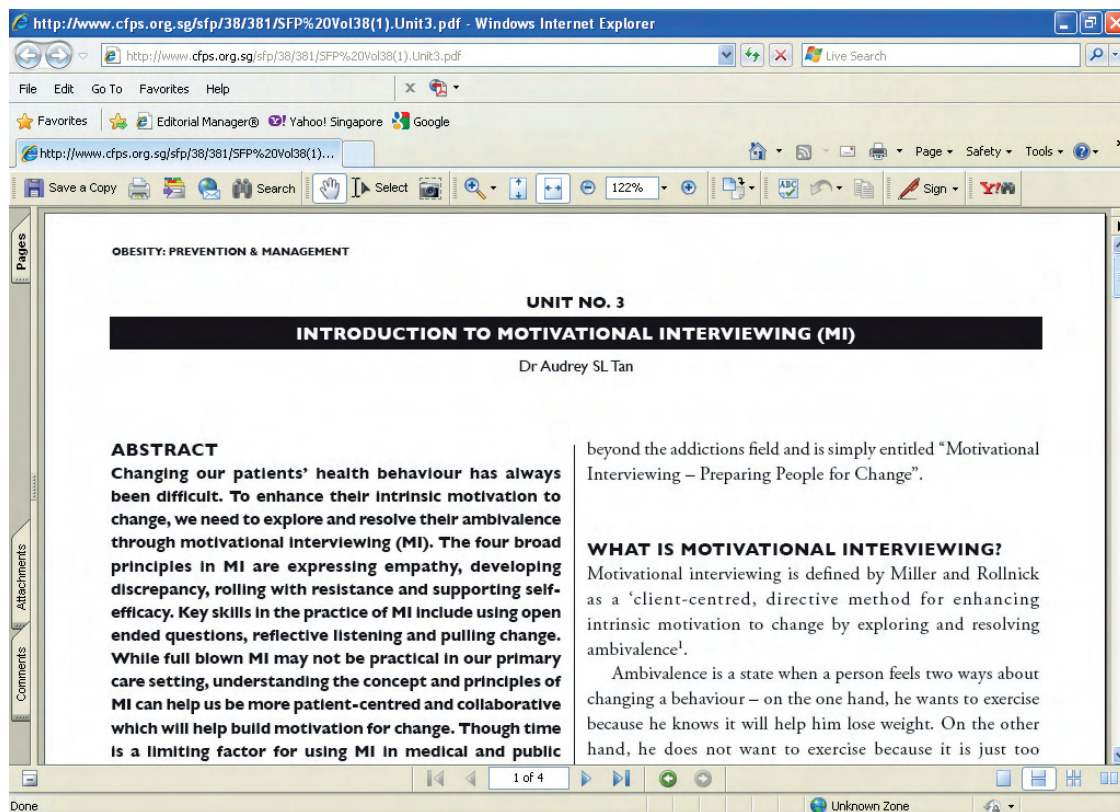 http://www.cfps.org.sg/sfp/38/381/SFP%20Vol38(1).Unit3.pdf - Windows Internet Explorer
http://www.cfps.org.sg/sfp/38/381/SFP%20Vol38(1).Unit3.pdf
Live Search
File Edit Go To Favorites Help
Favorites Editorial Manager® Yahoo! Singapore Google
http://www.cfps.org.sg/sfp/38/381/SFP%20Vol38(1)...
Page Safety Tools
Save a Copy Search Select 122% Sign Y!
Pages
Attachments
Comments
OBESITY: PREVENTION & MANAGEMENT
UNIT NO. 3
INTRODUCTION TO MOTIVATIONAL INTERVIEWING (MI)
Dr Audrey SL Tan
ABSTRACT
Changing our patients' health behaviour has always
been difficult. To enhance their intrinsic motivation to
change, we need to explore and resolve their ambivalence
through motivational interviewing (MI). The four broad
principles in MI are expressing empathy, developing
discrepancy, rolling with resistance and supporting self-
efficacy. Key skills in the practice of MI include using open
ended questions, reflective listening and pulling change.
While full blown MI may not be practical in our primary
care setting, understanding the concept and principles of
MI can help us be more patient-centred and collaborative
which will help build motivation for change. Though time
is a limiting factor for using MI in medical and public
beyond the addictions field and is simply entitled “Motivational
Interviewing – Preparing People for Change”.
WHAT IS MOTIVATIONAL INTERVIEWING?
Motivational interviewing is defined by Miller and Rollnick
as a ‘client-centred, directive method for enhancing
intrinsic motivation to change by exploring and resolving
ambivalence¹.
Ambivalence is a state when a person feels two ways about
changing a behaviour – on the one hand, he wants to exercise
because he knows it will help him lose weight. On the other
hand, he does not want to exercise because it is just too
1 of 4
Done
Unknown Zone